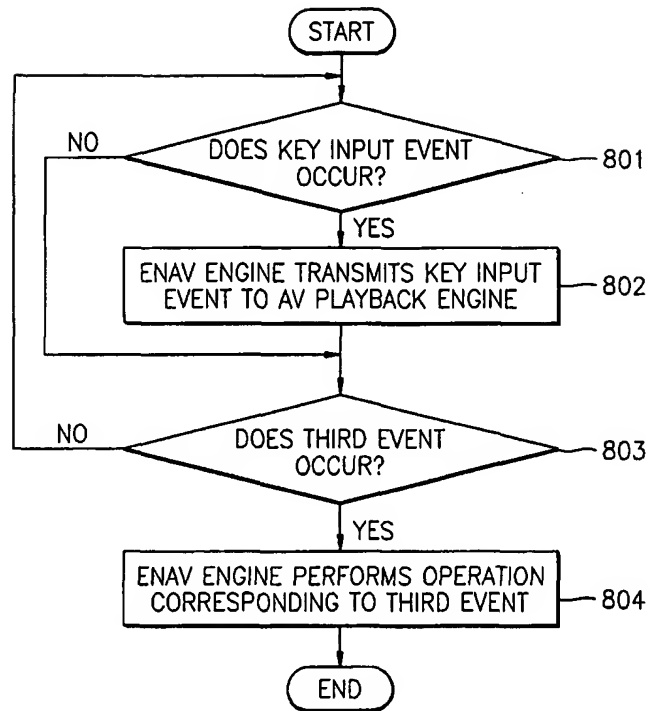 START
NO
DOES KEY INPUT EVENT
OCCUR?
801
YES
ENAV ENGINE TRANSMITS KEY INPUT
EVENT TO AV PLAYBACK ENGINE
802
NO
DOES THIRD EVENT
OCCUR?
803
YES
ENAV ENGINE PERFORMS OPERATION
CORRESPONDING TO THIRD EVENT
804
END